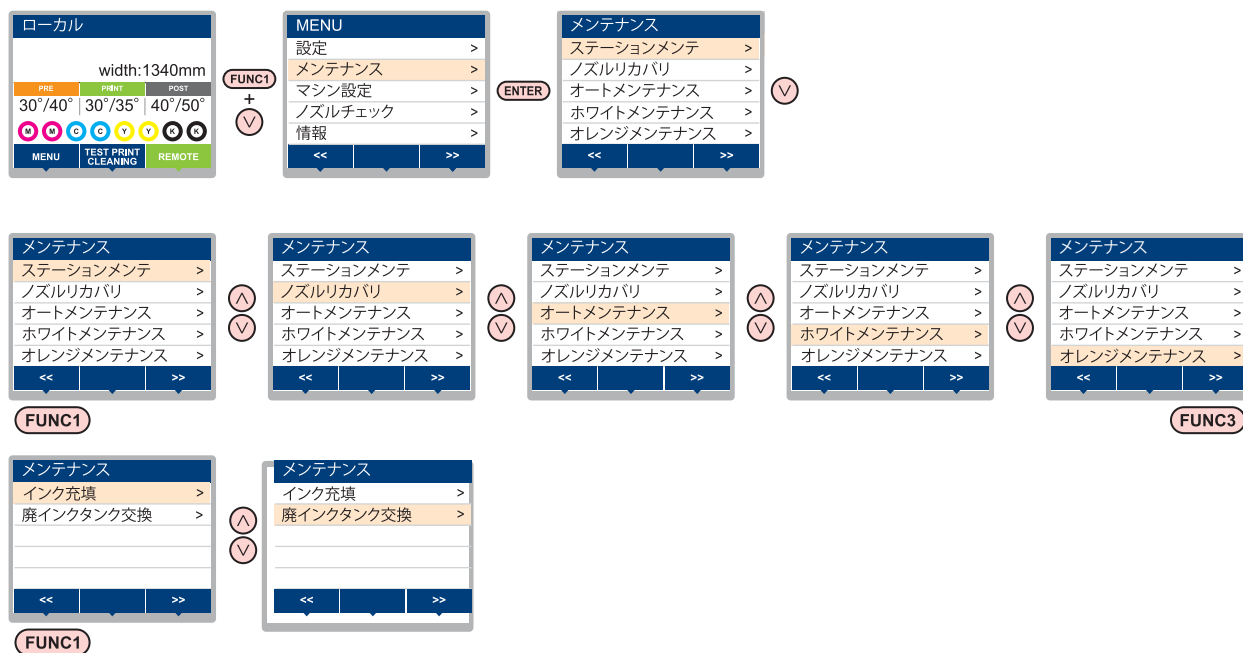 ローカル
width:1340mm
PRE PRINT POST
30°/40° 30°/35° 40°/50°
M M C C Y Y K K
MENU TEST PRINT CLEANING REMOTE
FUNC1
+
MENU
設定 >
メンテナンス >
マシン設定 >
ノズルチェック >
情報 >
<< >>
ENTER
メンテナンス
ステーションメンテ >
ノズルリカバリ >
オートメンテナンス >
ホワイトメンテナンス >
オレンジメンテナンス >
<< >>
メンテナンス
ステーションメンテ >
ノズルリカバリ >
オートメンテナンス >
ホワイトメンテナンス >
オレンジメンテナンス >
<< >>
FUNC1
メンテナンス
ステーションメンテ >
ノズルリカバリ >
オートメンテナンス >
ホワイトメンテナンス >
オレンジメンテナンス >
<< >>
メンテナンス
ステーションメンテ >
ノズルリカバリ >
オートメンテナンス >
ホワイトメンテナンス >
オレンジメンテナンス >
<< >>
メンテナンス
ステーションメンテ >
ノズルリカバリ >
オートメンテナンス >
ホワイトメンテナンス >
オレンジメンテナンス >
<< >>
メンテナンス
ステーションメンテ >
ノズルリカバリ >
オートメンテナンス >
ホワイトメンテナンス >
オレンジメンテナンス >
<< >>
FUNC3
メンテナンス
インク充填 >
廃インクタンク交換 >
<< >>
FUNC1
メンテナンス
インク充填 >
廃インクタンク交換 >
<< >>